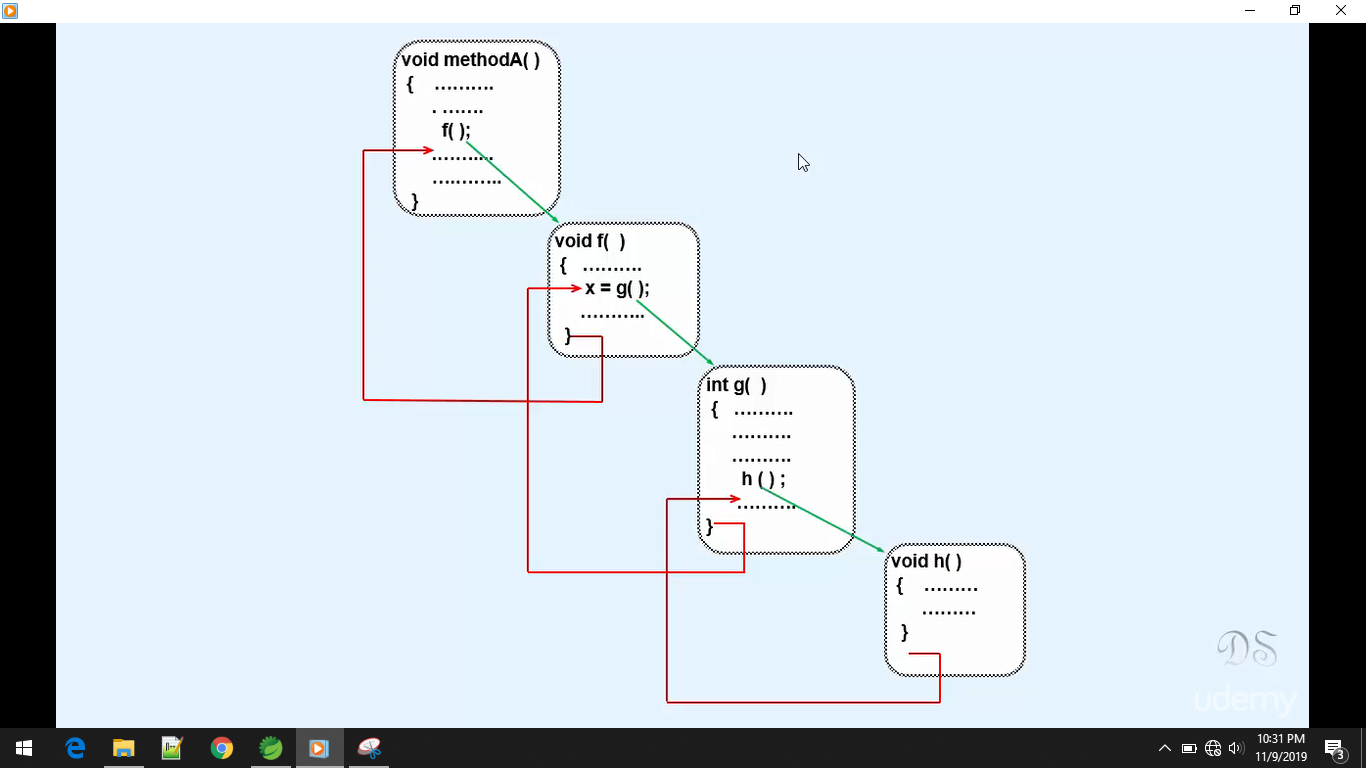 void methodA( )
{ ..........
. .......
f( );
..........
...........
}
void f(  )
{ ..........
x = g( );
...........
}
int g(  )
{ ..........
..........
..........
h ( ) ;
..........
}
void h( )
{ .........
.........
}
DS
udemy
10:31 PM
11/9/2019
3